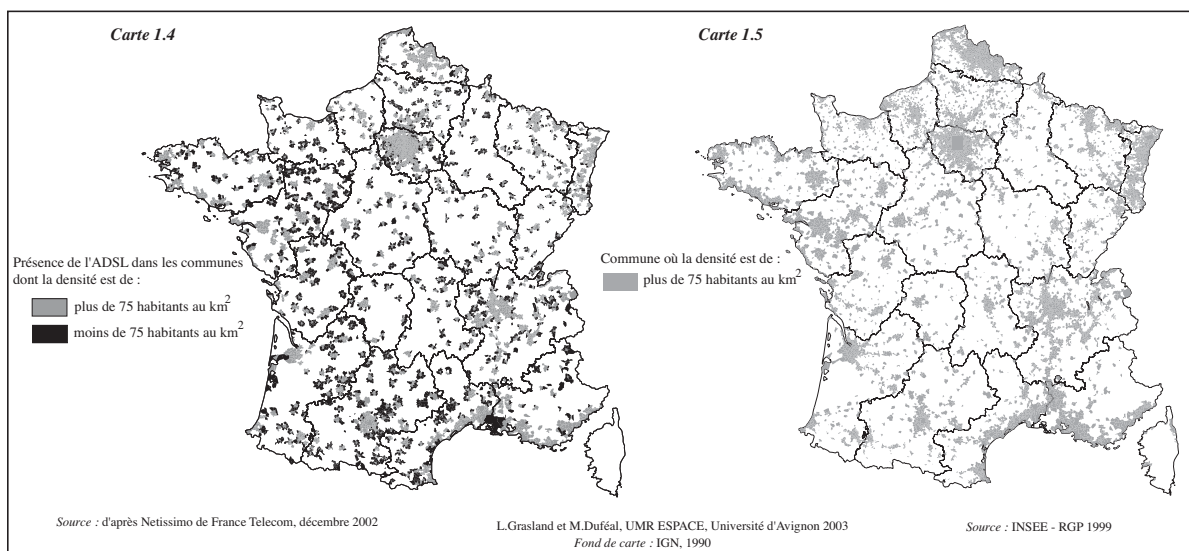 Carte 1.4
Présence de l'ADSL dans les communes
dont la densité est de :
plus de 75 habitants au km²
moins de 75 habitants au km²
Source : d'après Netissimo de France Telecom, décembre 2002
Carte 1.5
Commune où la densité est de :
plus de 75 habitants au km²
L.Grasland et M.Duféal, UMR ESPACE, Université d'Avignon 2003
Fond de carte : IGN, 1990
Source : INSEE - RGP 1999